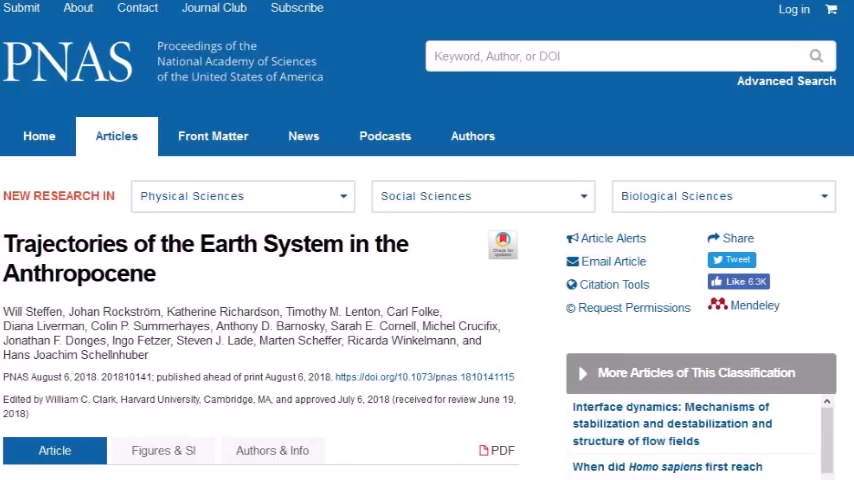 Submit About Contact Journal Club Subscribe Log in
PNAS
Proceedings of the
National Academy of Sciences
of the United States of America
Keyword, Author, or DOI
Advanced Search
Home Articles Front Matter News Podcasts Authors
NEW RESEARCH IN Physical Sciences Social Sciences Biological Sciences
Trajectories of the Earth System in the
Anthropocene
Check for
updates
Will Steffen, Johan Rockström, Katherine Richardson, Timothy M. Lenton, Carl Folke,
Diana Liverman, Colin P. Summerhayes, Anthony D. Barnosky, Sarah E. Cornell, Michel Crucifix,
Jonathan F. Donges, Ingo Fetzer, Steven J. Lade, Marten Scheffer, Ricarda Winkelmann, and
Hans Joachim Schellnhuber
PNAS August 6, 2018. 201810141; published ahead of print August 6, 2018. https://doi.org/10.1073/pnas.1810141115
Edited by William C. Clark, Harvard University, Cambridge, MA, and approved July 6, 2018 (received for review June 19,
2018)
Article Figures & SI Authors & Info PDF
Article Alerts Share
Email Article Tweet
Citation Tools Like 6.3K
© Request Permissions Mendeley
More Articles of This Classification
Interface dynamics: Mechanisms of
stabilization and destabilization and
structure of flow fields
When did Homo sapiens first reach